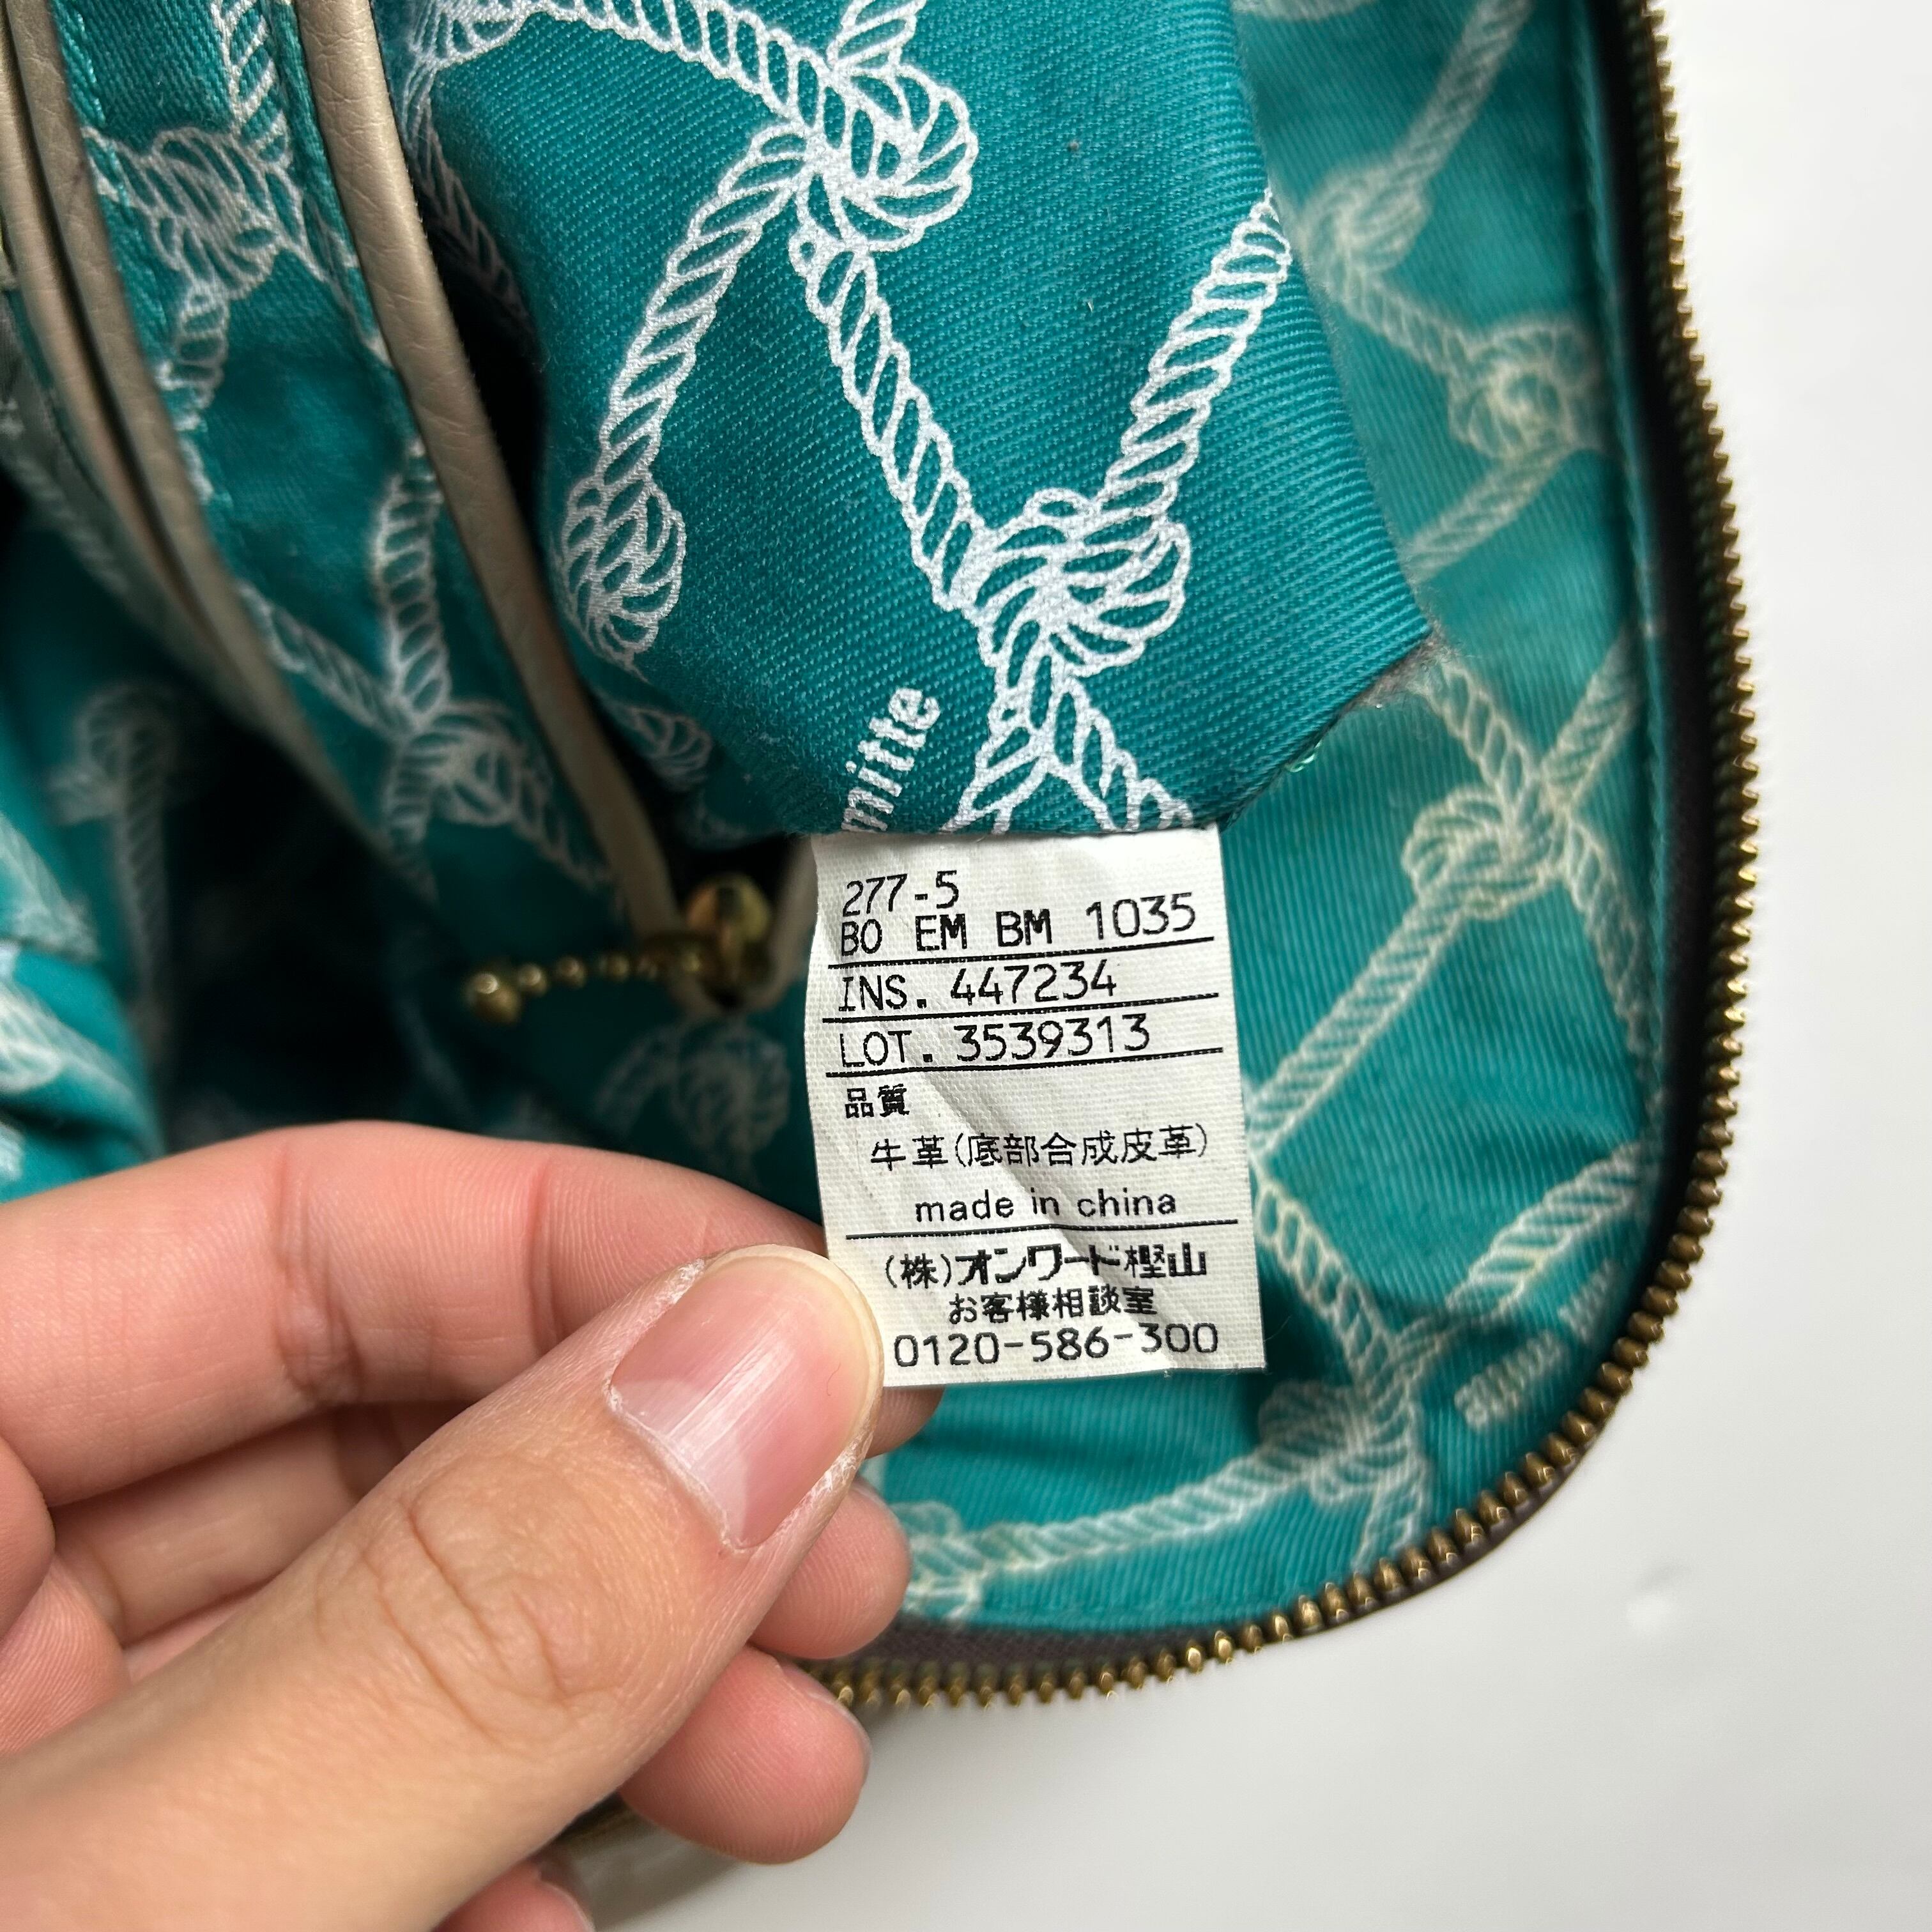 nitte
277-5
BO EM BM 1035
INS. 447234
LOT. 3539313
品質
牛革(底部合成皮革)
made in china
(株)オンワード樫山
お客様相談室
0120-586-300